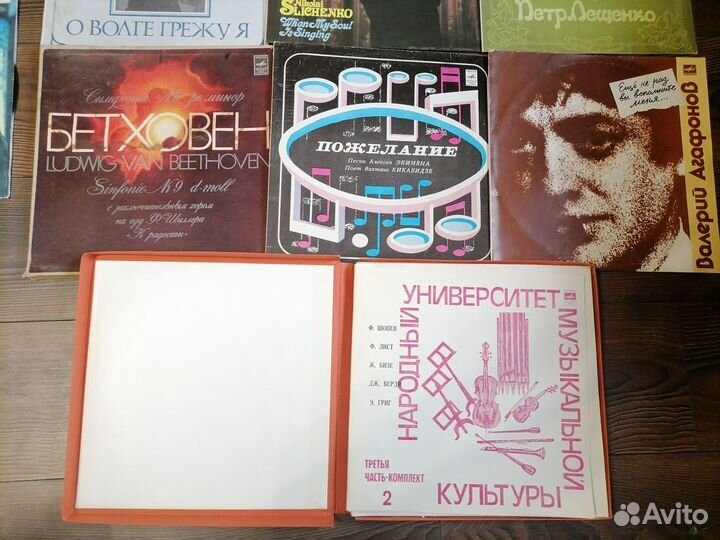 О ВОЛГЕ ГРЕЖУ Я
Nikolai
SLICHENKO
When My Soul
Is Singing
Петр Лещенко
Симфония №9 ре минор
БЕТХОВЕН
LUDWIG VAN BEETHOVEN
Sinfonie N 9 d-moll
с заключительным хором
на оду Ф. Шиллера
"К радости"
ПОЖЕЛАНИЕ
Песни Алексея ЭКИМЯНА
Поет Вахтанг КИКАБИДЗЕ
Ещё не раз
вы вспомните
меня...
Валерий Агафонов
НАРОДНЫЙ
УНИВЕРСИТЕТ
МУЗЫКАЛЬНОЙ
КУЛЬТУРЫ
Ф. ШОПЕН
Ф. ЛИСТ
Ж. БИЗЕ
ДЖ. ВЕРДИ
Э. ГРИГ
ТРЕТЬЯ
ЧАСТЬ-КОМПЛЕКТ
2
Avito